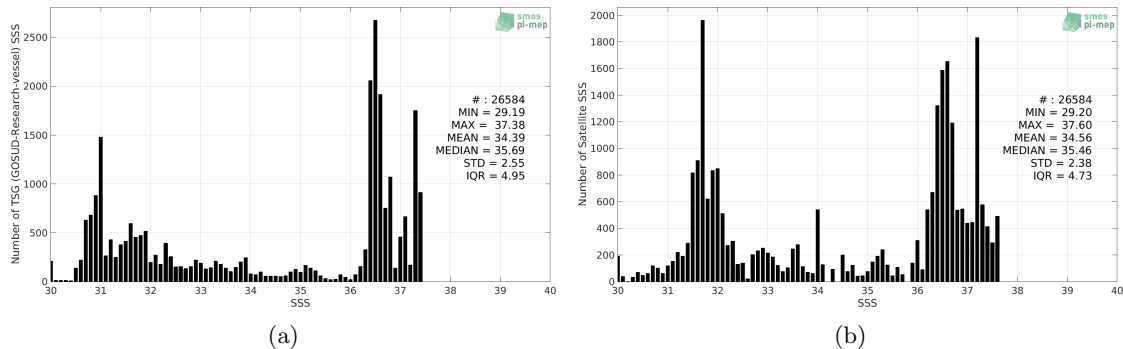 smos
pi-mep
Number of TSG (GOSUD-Research-vessel) SSS
2500
2000
1500
1000
500
0
# : 26584
MIN = 29.19
MAX = 37.38
MEAN = 34.39
MEDIAN = 35.69
STD = 2.55
IQR = 4.95
30 31 32 33 34 35 36 37 38 39 40
SSS
(a)
smos
pi-mep
Number of Satellite SSS
2000
1800
1600
1400
1200
1000
800
600
400
200
0
# : 26584
MIN = 29.20
MAX = 37.60
MEAN = 34.56
MEDIAN = 35.46
STD = 2.38
IQR = 4.73
30 31 32 33 34 35 36 37 38 39 40
SSS
(b)